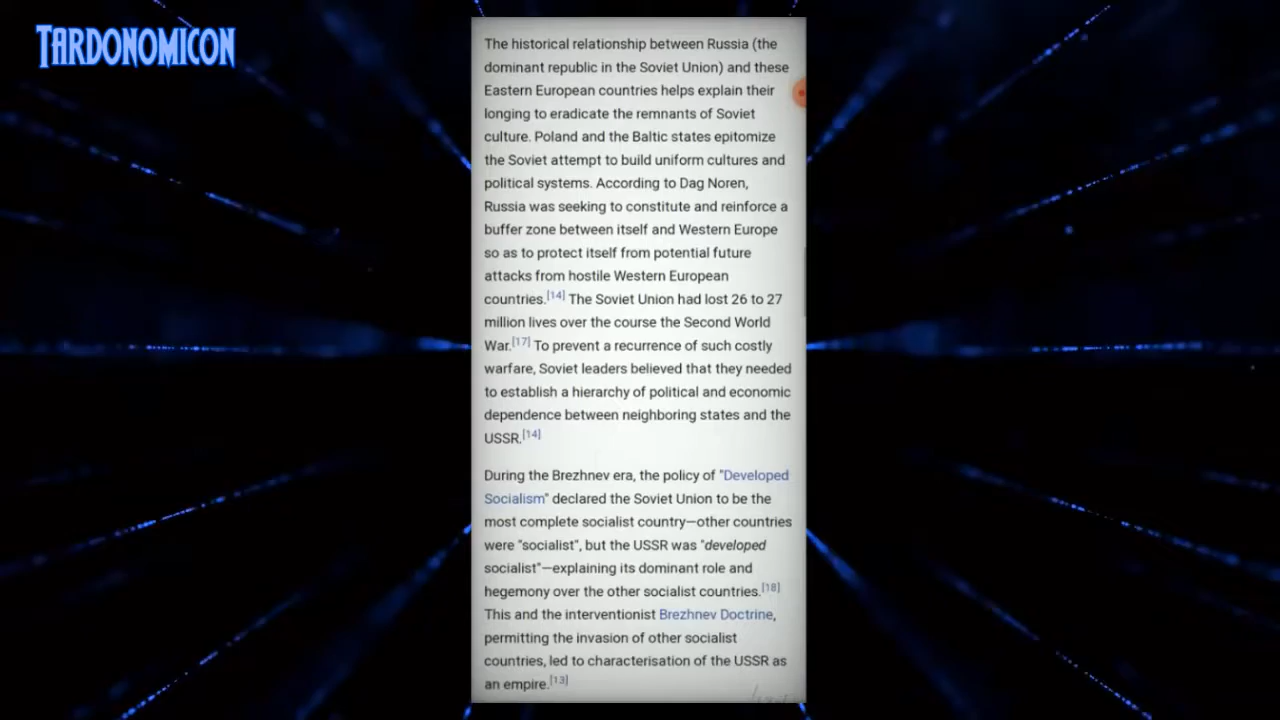 TARDONOMICON
The historical relationship between Russia (the
dominant republic in the Soviet Union) and these
Eastern European countries helps explain their
longing to eradicate the remnants of Soviet
culture. Poland and the Baltic states epitomize
the Soviet attempt to build uniform cultures and
political systems. According to Dag Noren,
Russia was seeking to constitute and reinforce a
buffer zone between itself and Western Europe
so as to protect itself from potential future
attacks from hostile Western European
countries.[14] The Soviet Union had lost 26 to 27
million lives over the course the Second World
War.[17] To prevent a recurrence of such costly
warfare, Soviet leaders believed that they needed
to establish a hierarchy of political and economic
dependence between neighboring states and the
USSR.[14]
During the Brezhnev era, the policy of "Developed
Socialism" declared the Soviet Union to be the
most complete socialist country—other countries
were "socialist", but the USSR was "developed
socialist"—explaining its dominant role and
hegemony over the other socialist countries.[18]
This and the interventionist Brezhnev Doctrine,
permitting the invasion of other socialist
countries, led to characterisation of the USSR as
an empire.[13]